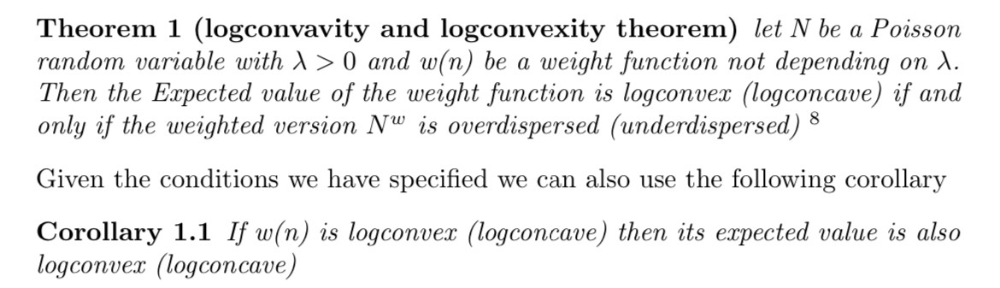 Theorem 1 (logconvavity and logconvexity theorem) let N be a Poisson
random variable with λ > 0 and w(n) be a weight function not depending on λ.
Then the Expected value of the weight function is logconvex (logconcave) if and
only if the weighted version Nʷ is overdispersed (underdispersed) ⁸
Given the conditions we have specified we can also use the following corollary
Corollary 1.1 If w(n) is logconvex (logconcave) then its expected value is also
logconvex (logconcave)